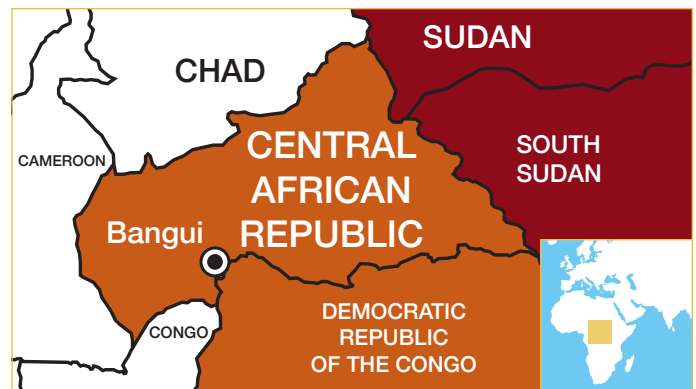 SUDAN
CHAD
CENTRAL
AFRICAN
REPUBLIC
SOUTH
SUDAN
CAMEROON
Bangui
CONGO
DEMOCRATIC
REPUBLIC
OF THE CONGO